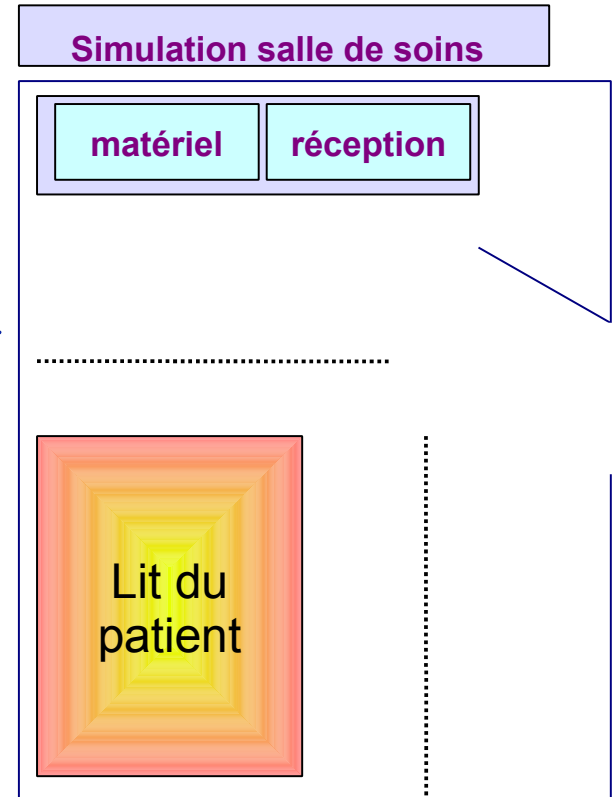 Simulation salle de soins
matériel
réception
Lit du
patient